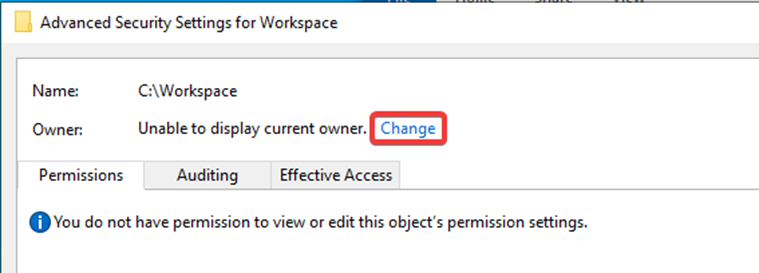 Advanced Security Settings for Workspace
Name: C:\Workspace
Owner: Unable to display current owner. Change
Permissions Auditing Effective Access
You do not have permission to view or edit this object's permission settings.